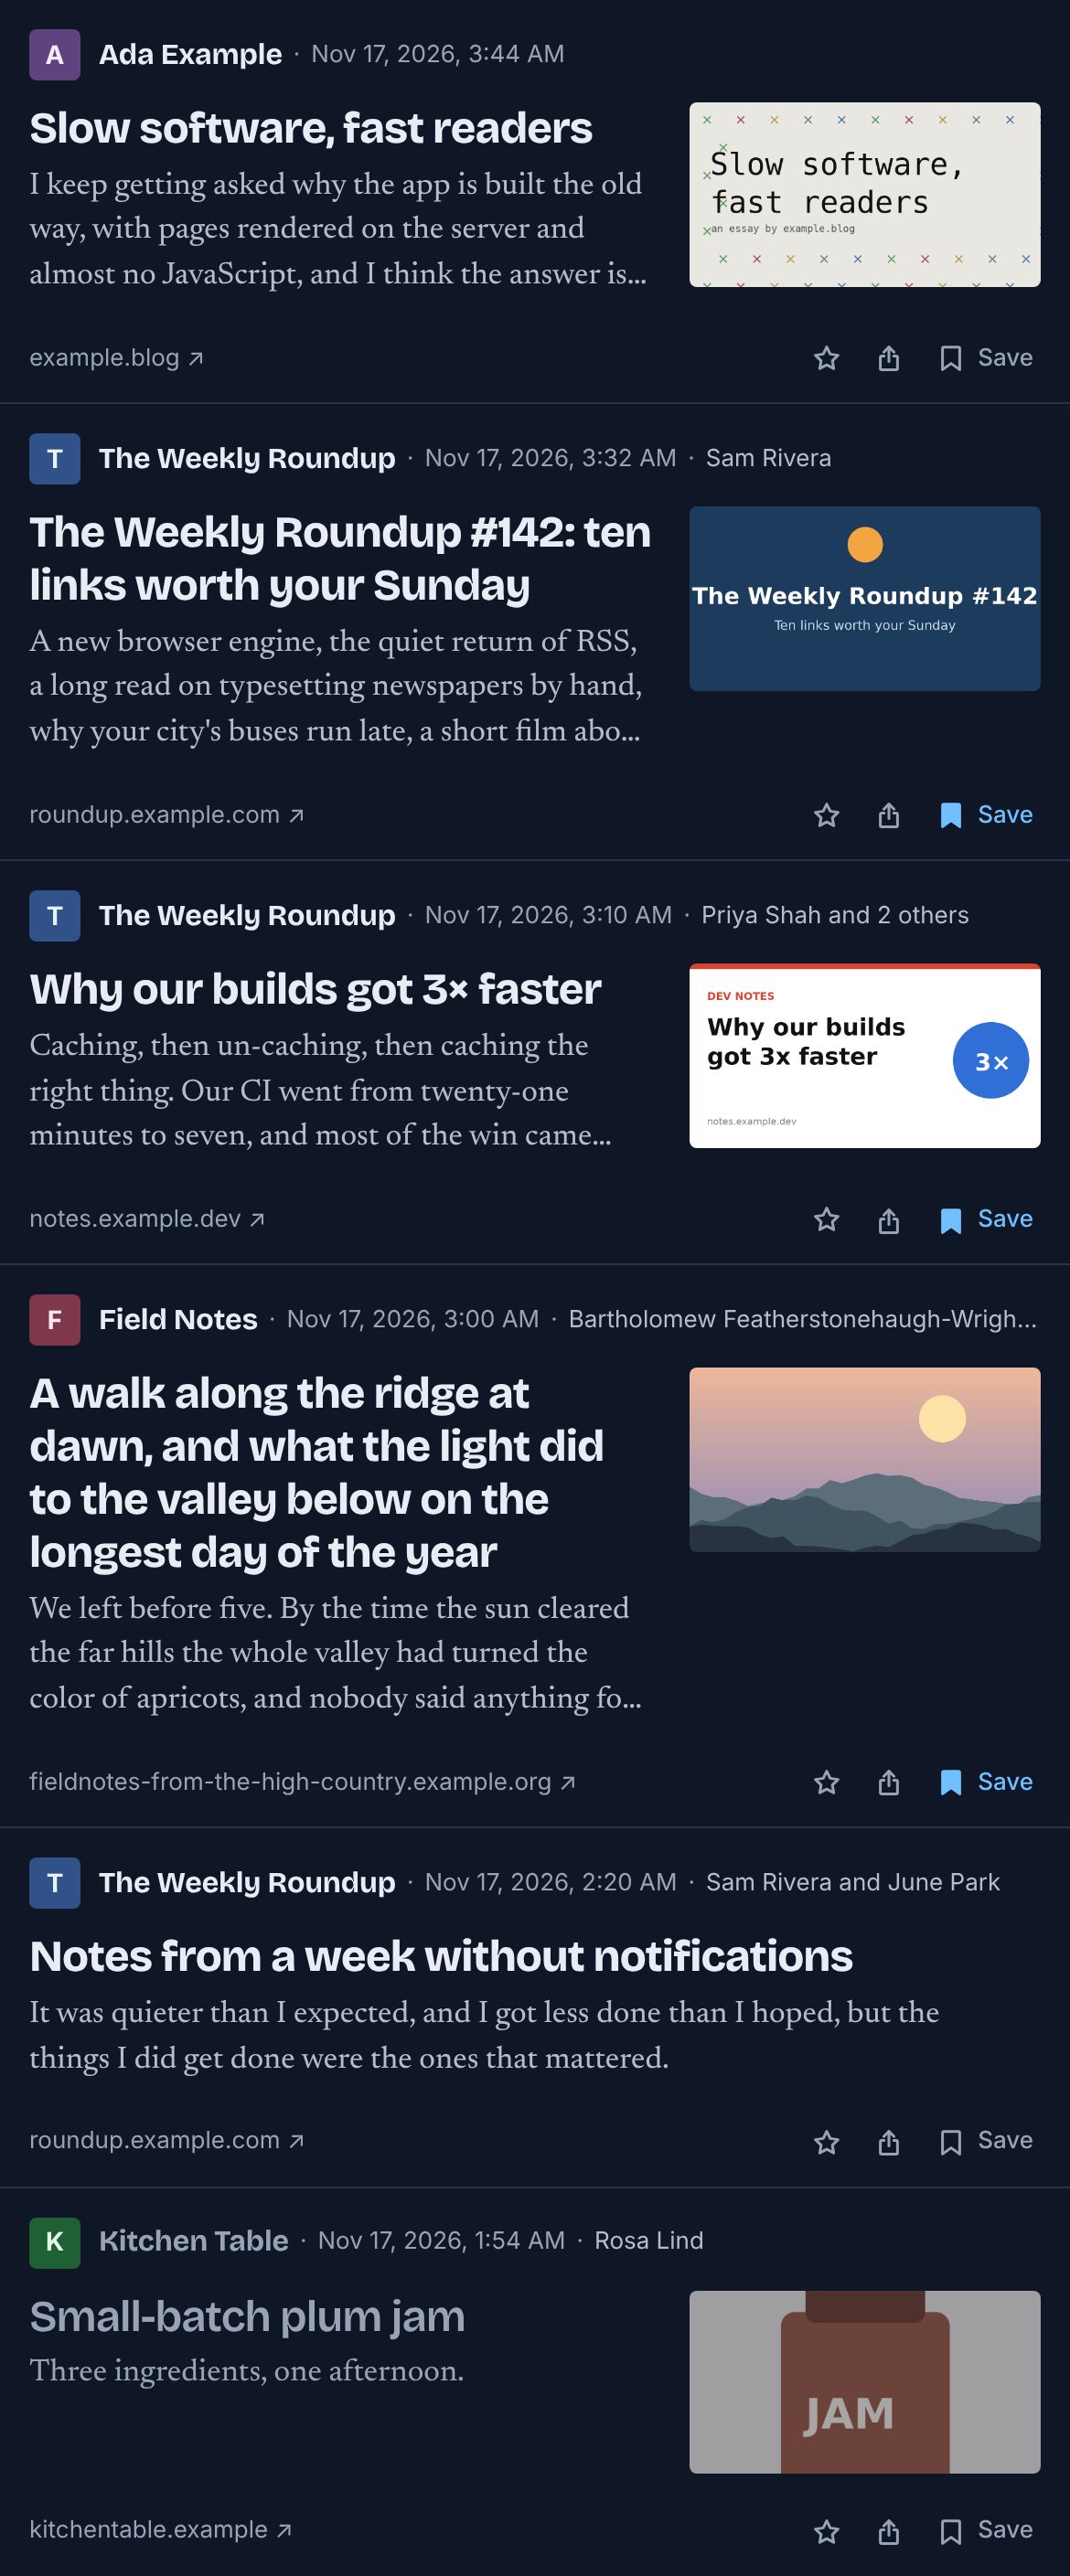 A Ada Example · Nov 17, 2026, 3:44 AM
Slow software, fast readers
I keep getting asked why the app is built the old
way, with pages rendered on the server and
almost no JavaScript, and I think the answer is...
Slow software,
fast readers
an essay by example.blog
example.blog ↗
Save
T The Weekly Roundup · Nov 17, 2026, 3:32 AM · Sam Rivera
The Weekly Roundup #142: ten
links worth your Sunday
A new browser engine, the quiet return of RSS,
a long read on typesetting newspapers by hand,
why your city's buses run late, a short film abo...
The Weekly Roundup #142
Ten links worth your Sunday
roundup.example.com ↗
Save
T The Weekly Roundup · Nov 17, 2026, 3:10 AM · Priya Shah and 2 others
Why our builds got 3× faster
Caching, then un-caching, then caching the
right thing. Our CI went from twenty-one
minutes to seven, and most of the win came...
DEV NOTES
Why our builds
got 3x faster
3×
notes.example.dev
notes.example.dev ↗
Save
F Field Notes · Nov 17, 2026, 3:00 AM · Bartholomew Featherstonehaugh-Wrigh...
A walk along the ridge at
dawn, and what the light did
to the valley below on the
longest day of the year
We left before five. By the time the sun cleared
the far hills the whole valley had turned the
color of apricots, and nobody said anything fo...
fieldnotes-from-the-high-country.example.org ↗
Save
T The Weekly Roundup · Nov 17, 2026, 2:20 AM · Sam Rivera and June Park
Notes from a week without notifications
It was quieter than I expected, and I got less done than I hoped, but the
things I did get done were the ones that mattered.
roundup.example.com ↗
Save
K Kitchen Table · Nov 17, 2026, 1:54 AM · Rosa Lind
Small-batch plum jam
Three ingredients, one afternoon.
JAM
kitchentable.example ↗
Save